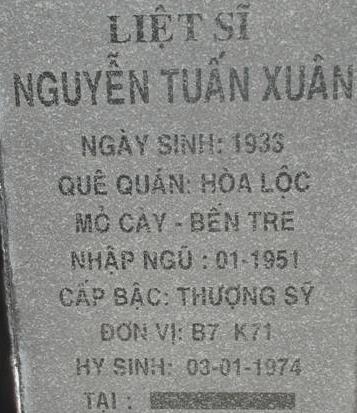 LIỆT SĨ
NGUYỄN TUẤN XUÂN
NGÀY SINH: 1933
QUÊ QUÁN: HÒA LỘC
MỎ CÀY - BẾN TRE
NHẬP NGŨ : 01-1951
CẤP BẬC: THƯỢNG SỸ
ĐƠN VỊ: B7 K71
HY SINH: 03-01-1974
TẠI :